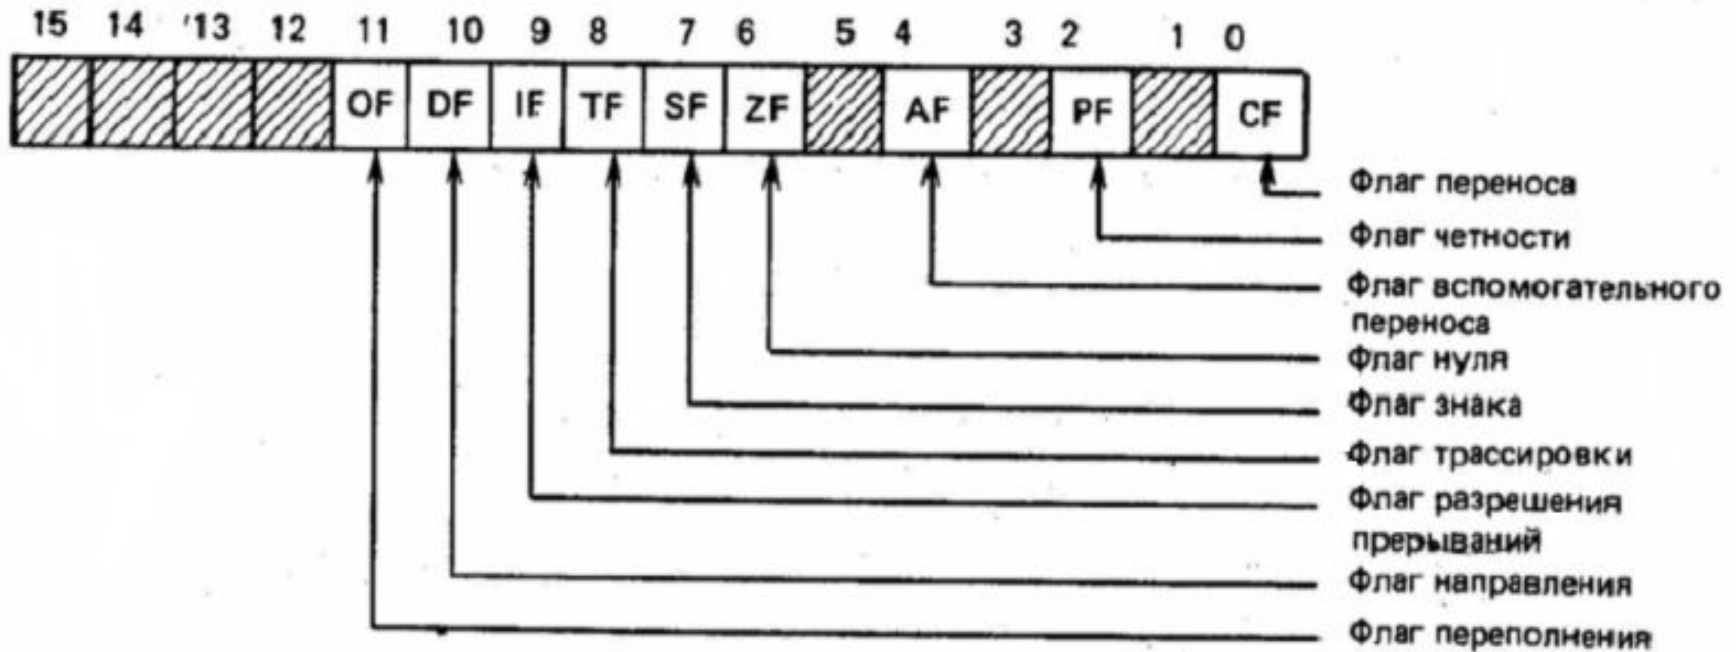 15 14 '13 12 11 10 9 8 7 6 5 4 3 2 1 0
OF DF IF TF SF ZF AF PF CF
Флаг переноса
Флаг четности
Флаг вспомогательного
переноса
Флаг нуля
Флаг знака
Флаг трассировки
Флаг разрешения
прерываний
Флаг направления
Флаг переполнения